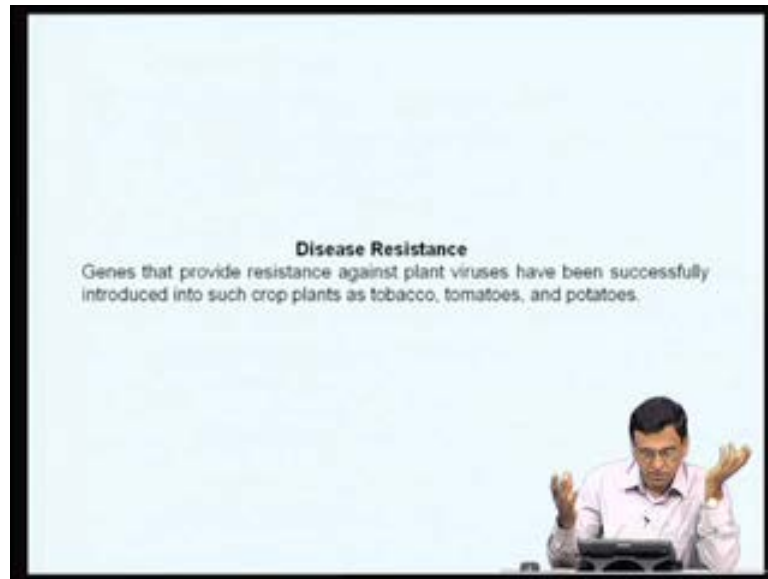 Disease Resistance
Genes that provide resistance against plant viruses have been successfully
introduced into such crop plants as tobacco, tomatoes, and potatoes.